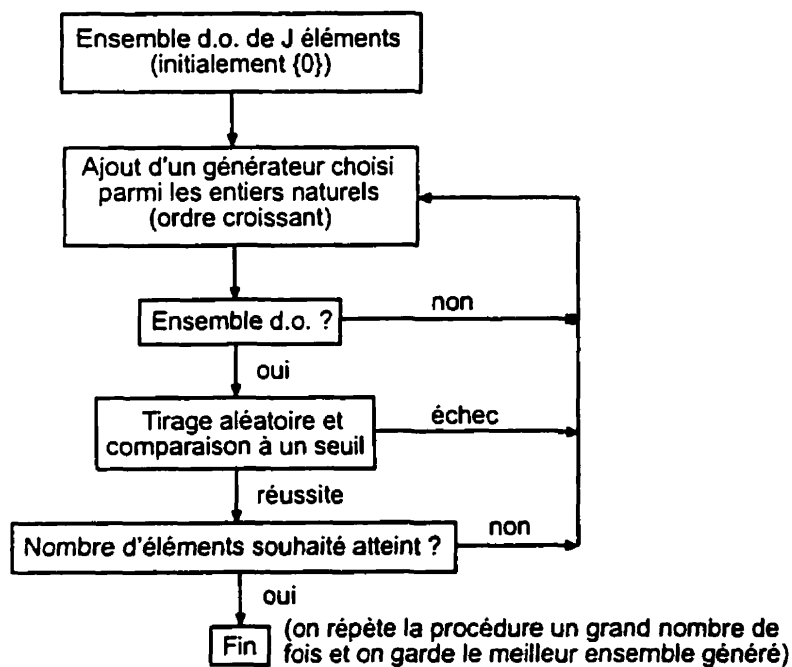 Ensemble d.o. de J éléments
(initialement {0})
Ajout d'un générateur choisi
parmi les entiers naturels
(ordre croissant)
Ensemble d.o. ?
non
oui
Tirage aléatoire et
comparaison à un seuil
échec
réussite
Nombre d'éléments souhaité atteint ?
non
oui
Fin
(on répète la procédure un grand nombre de
fois et on garde le meilleur ensemble généré)